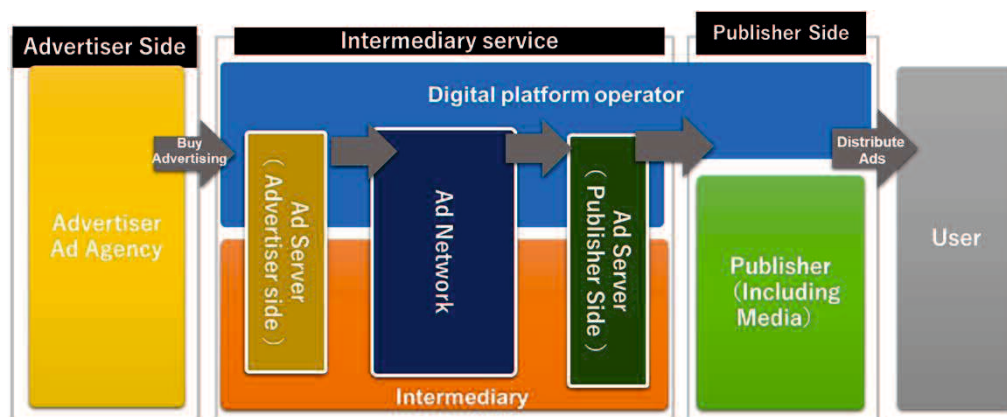 Advertiser Side
Intermediary service
Publisher Side
Digital platform operator
Buy
Advertising
Distribute
Ads
Advertiser
Ad Agency
Ad Server
( Advertiser side )
Ad Network
Ad Server
( Publisher Side )
Publisher
(Including
Media)
User
Intermediary